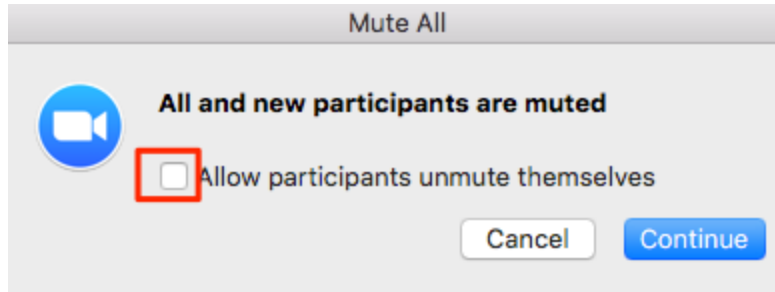 Mute All
All and new participants are muted
Allow participants unmute themselves
Cancel Continue